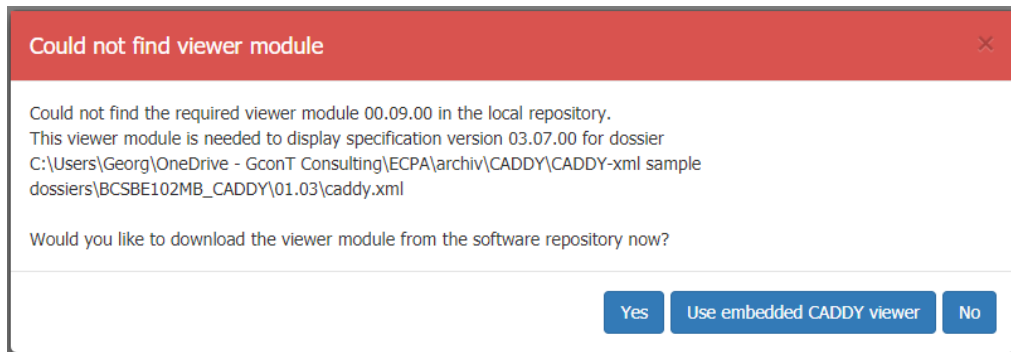 Could not find viewer module ×
Could not find the required viewer module 00.09.00 in the local repository.
This viewer module is needed to display specification version 03.07.00 for dossier
C:\Users\Georg\OneDrive - GconT Consulting\ECPA\archiv\CADDY\CADDY-xml sample
dossiers\BCSBE102MB_CADDY\01.03\caddy.xml
Would you like to download the viewer module from the software repository now?
Yes Use embedded CADDY viewer No